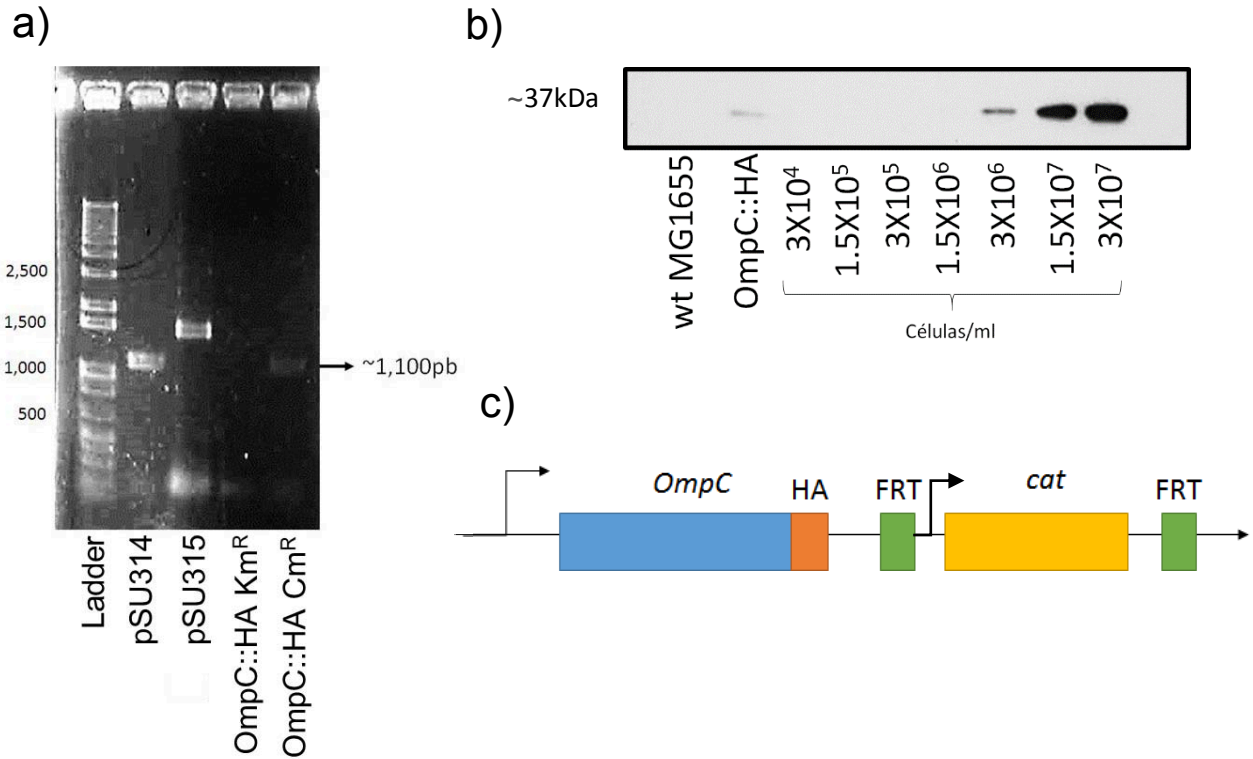 a)
2,500
1,500
1,000
500
~1,100pb
Ladder
pSU314
pSU315
OmpC::HA Kmᴿ
OmpC::HA Cmᴿ
b)
~37kDa
wt MG1655
OmpC::HA
3X10⁴
1.5X10⁵
3X10⁵
1.5X10⁶
3X10⁶
1.5X10⁷
3X10⁷
Células/ml
c)
OmpC
HA
FRT
cat
FRT